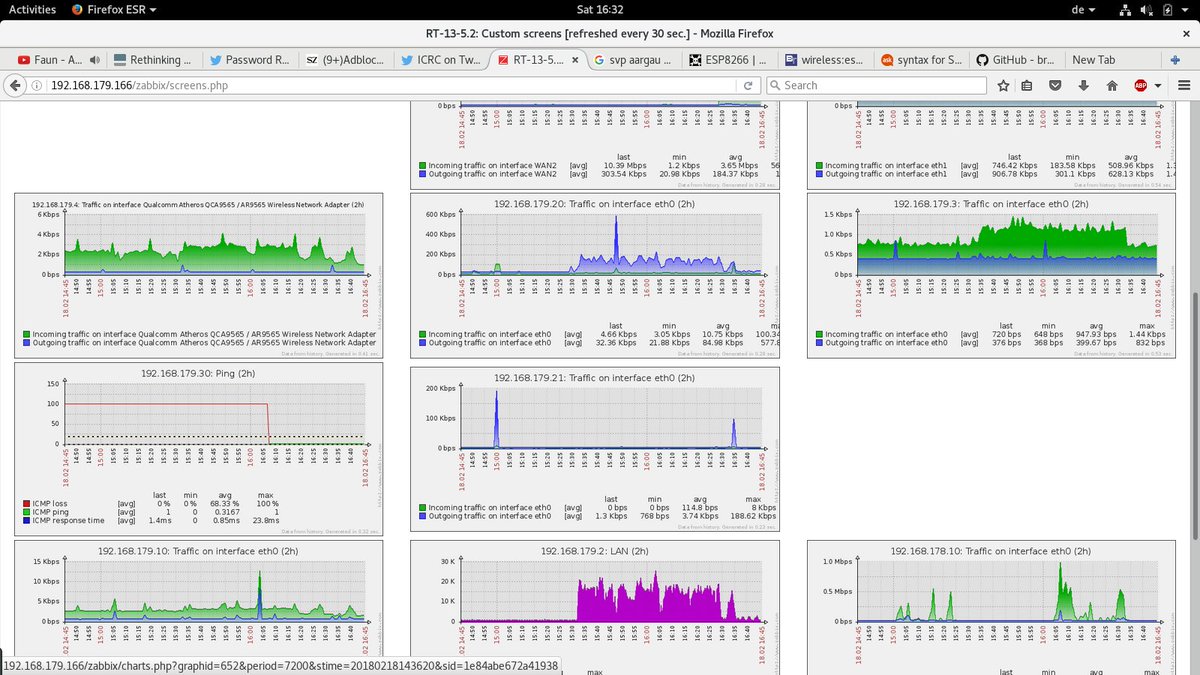 Activities Firefox ESR Sat 16:32 de
RT-13-5.2: Custom screens [refreshed every 30 sec.] - Mozilla Firefox
Faun - A... Rethinking ... Password R... (9+)Adbloc... ICRC on Tw... RT-13-5.... svp aargau ... ESP8266 | ... wireless:es... syntax for S... GitHub - br... New Tab
192.168.179.166/zabbix/screens.php Search ABP
0 bps 0 bps
last min avg last min avg
Incoming traffic on interface WAN2 [avg] 10.39 Mbps 1.2 Kbps 3.65 Mbps 56 Incoming traffic on interface eth1 [avg] 746.42 Kbps 183.58 Kbps 508.96 Kbps
Outgoing traffic on interface WAN2 [avg] 303.54 Kbps 20.98 Kbps 184.37 Kbps Outgoing traffic on interface eth1 [avg] 906.78 Kbps 301.1 Kbps 628.13 Kbps
192.168.179.4: Traffic on interface Qualcomm Atheros QCA9565 / AR9565 Wireless Network Adapter (2h)
6 Kbps
4 Kbps
2 Kbps
0 bps
Incoming traffic on interface Qualcomm Atheros QCA9565 / AR9565 Wireless Network Adapter
Outgoing traffic on interface Qualcomm Atheros QCA9565 / AR9565 Wireless Network Adapter
192.168.179.20: Traffic on interface eth0 (2h)
600 Kbps
400 Kbps
200 Kbps
0 bps
last min avg
Incoming traffic on interface eth0 [avg] 4.66 Kbps 3.05 Kbps 10.75 Kbps 100.34
Outgoing traffic on interface eth0 [avg] 32.36 Kbps 21.88 Kbps 84.98 Kbps 577.8
192.168.179.3: Traffic on interface eth0 (2h)
1.5 Kbps
1.0 Kbps
0.5 Kbps
0 bps
last min avg max
Incoming traffic on interface eth0 [avg] 720 bps 648 bps 947.93 bps 1.44 Kbps
Outgoing traffic on interface eth0 [avg] 376 bps 368 bps 399.67 bps 832 bps
192.168.179.30: Ping (2h)
150
100
50
0
last min avg max
ICMP loss [avg] 0 % 0 % 68.33 % 100 %
ICMP ping [avg] 1 0 0.3167 1
ICMP response time [avg] 1.4ms 0 0.85ms 23.8ms
192.168.179.21: Traffic on interface eth0 (2h)
200 Kbps
100 Kbps
0 bps
last min avg max
Incoming traffic on interface eth0 [avg] 0 bps 0 bps 114.8 bps 8 Kbps
Outgoing traffic on interface eth0 [avg] 1.3 Kbps 768 bps 3.74 Kbps 188.62 Kbps
192.168.179.10: Traffic on interface eth0 (2h)
15 Kbps
10 Kbps
5 Kbps
0 bps
192.168.179.2: LAN (2h)
30 K
20 K
10 K
0
max
192.168.178.10: Traffic on interface eth0 (2h)
1.0 Mbps
0.5 Mbps
0 bps
last min avg max
192.168.179.166/zabbix/charts.php?graphid=652&period=7200&stime=20180218143620&sid=1e84abe672a41938